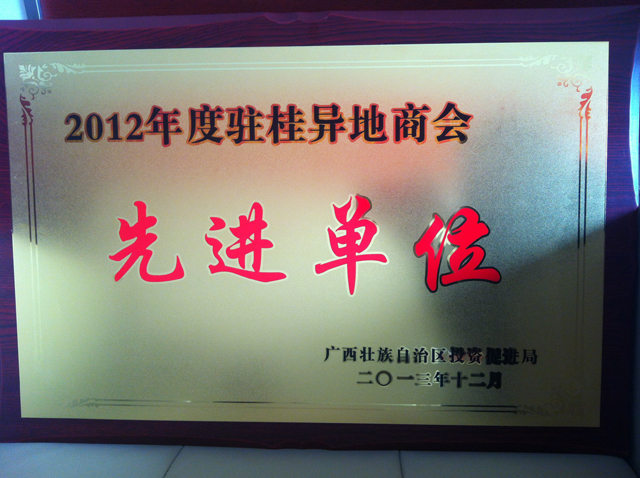 2012年度驻桂异地商会
先进单位
广西壮族自治区投资促进局
二〇一三年十二月